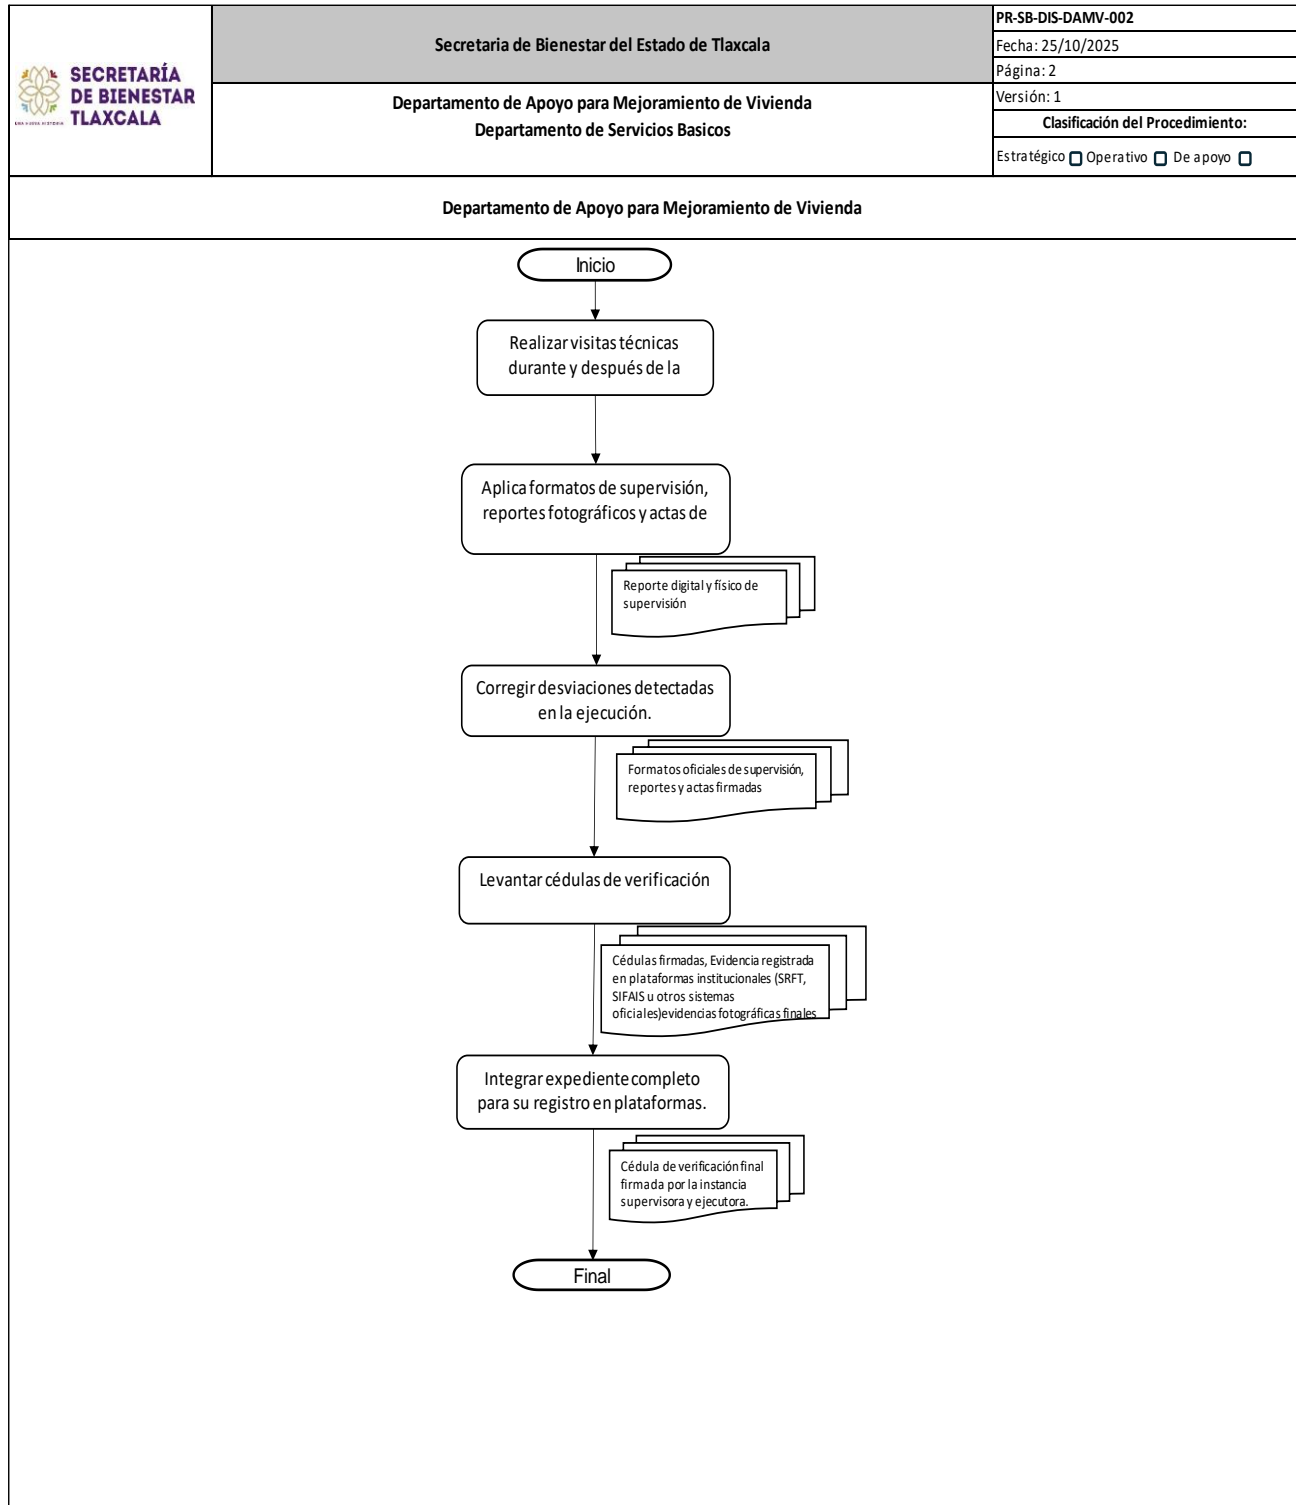 SECRETARÍA
DE BIENESTAR
TLAXCALA
UNA NUEVA HISTORIA
Secretaria de Bienestar del Estado de Tlaxcala
Departamento de Apoyo para Mejoramiento de Vivienda
Departamento de Servicios Basicos
PR-SB-DIS-DAMV-002
Fecha: 25/10/2025
Página: 2
Versión: 1
Clasificación del Procedimiento:
Estratégico Operativo De apoyo
Departamento de Apoyo para Mejoramiento de Vivienda
Inicio
Realizar visitas técnicas
durante y después de la
Aplica formatos de supervisión,
reportes fotográficos y actas de
Reporte digital y físico de
supervisión
Corregir desviaciones detectadas
en la ejecución.
Formatos oficiales de supervisión,
reportes y actas firmadas
Levantar cédulas de verificación
Cédulas firmadas, Evidencia registrada
en plataformas institucionales (SRFT,
SIFAIS u otros sistemas
oficiales)evidencias fotográficas finales
Integrar expediente completo
para su registro en plataformas.
Cédula de verificación final
firmada por la instancia
supervisora y ejecutora.
Final